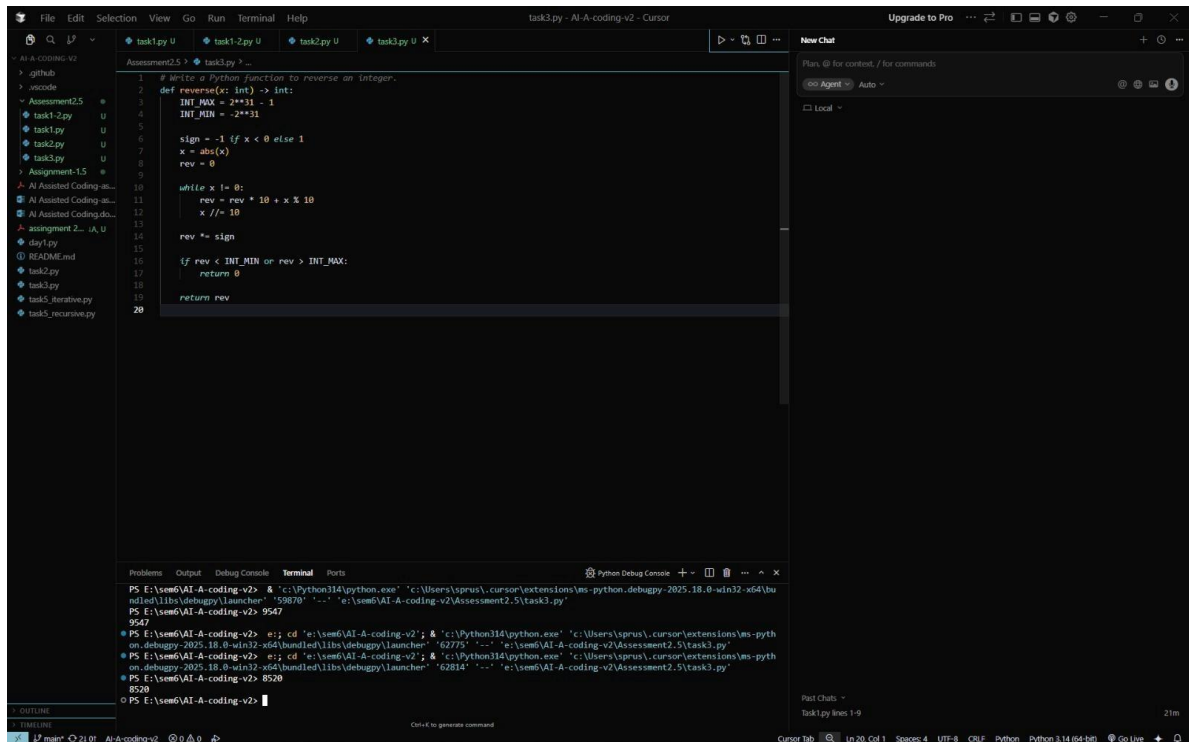 File Edit Selection View Go Run Terminal Help
task3.py - AI-A-coding-v2 - Cursor
Upgrade to Pro
task1.py U
task1-2.py U
task2.py U
task3.py U
New Chat
AI-A-CODING-V2
.github
.vscode
Assessment2.5
task1-2.py U
task1.py U
task2.py U
task3.py U
Assignment-1.5
AI Assisted Coding-as...
AI Assisted Coding-as...
AI Assisted Coding.do...
assingment 2... ↓A, U
day1.py
README.md
task2.py
task3.py
task5_iterative.py
task5_recursive.py
OUTLINE
TIMELINE
Assessment2.5 > task3.py > ...
1 # Write a Python function to reverse an integer.
2 def reverse(x: int) -> int:
3 INT_MAX = 2**31 - 1
4 INT_MIN = -2**31
5
6 sign = -1 if x < 0 else 1
7 x = abs(x)
8 rev = 0
9
10 while x != 0:
11 rev = rev * 10 + x % 10
12 x //= 10
13
14 rev *= sign
15
16 if rev < INT_MIN or rev > INT_MAX:
17 return 0
18
19 return rev
20
Problems Output Debug Console Terminal Ports
Python Debug Console
PS E:\sem6\AI-A-coding-v2> & 'c:\Python314\python.exe' 'c:\Users\sprus\.cursor\extensions\ms-python.debugpy-2025.18.0-win32-x64\bu
ndled\libs\debugpy\launcher' '59870' '--' 'e:\sem6\AI-A-coding-v2\Assessment2.5\task3.py'
PS E:\sem6\AI-A-coding-v2> 9547
9547
PS E:\sem6\AI-A-coding-v2> e:; cd 'e:\sem6\AI-A-coding-v2'; & 'c:\Python314\python.exe' 'c:\Users\sprus\.cursor\extensions\ms-pyth
on.debugpy-2025.18.0-win32-x64\bundled\libs\debugpy\launcher' '62775' '--' 'e:\sem6\AI-A-coding-v2\Assessment2.5\task3.py'
PS E:\sem6\AI-A-coding-v2> e:; cd 'e:\sem6\AI-A-coding-v2'; & 'c:\Python314\python.exe' 'c:\Users\sprus\.cursor\extensions\ms-pyth
on.debugpy-2025.18.0-win32-x64\bundled\libs\debugpy\launcher' '62814' '--' 'e:\sem6\AI-A-coding-v2\Assessment2.5\task3.py'
PS E:\sem6\AI-A-coding-v2> 8520
8520
PS E:\sem6\AI-A-coding-v2>
Ctrl+K to generate command
Plan, @ for context, / for commands
∞ Agent Auto
Local
Past Chats
Task1.py lines 1-9 21m
main* 2↓ 0↑ AI-A-coding-v2 0 0
Cursor Tab Ln 20, Col 1 Spaces: 4 UTF-8 CRLF Python Python 3.14 (64-bit) Go Live